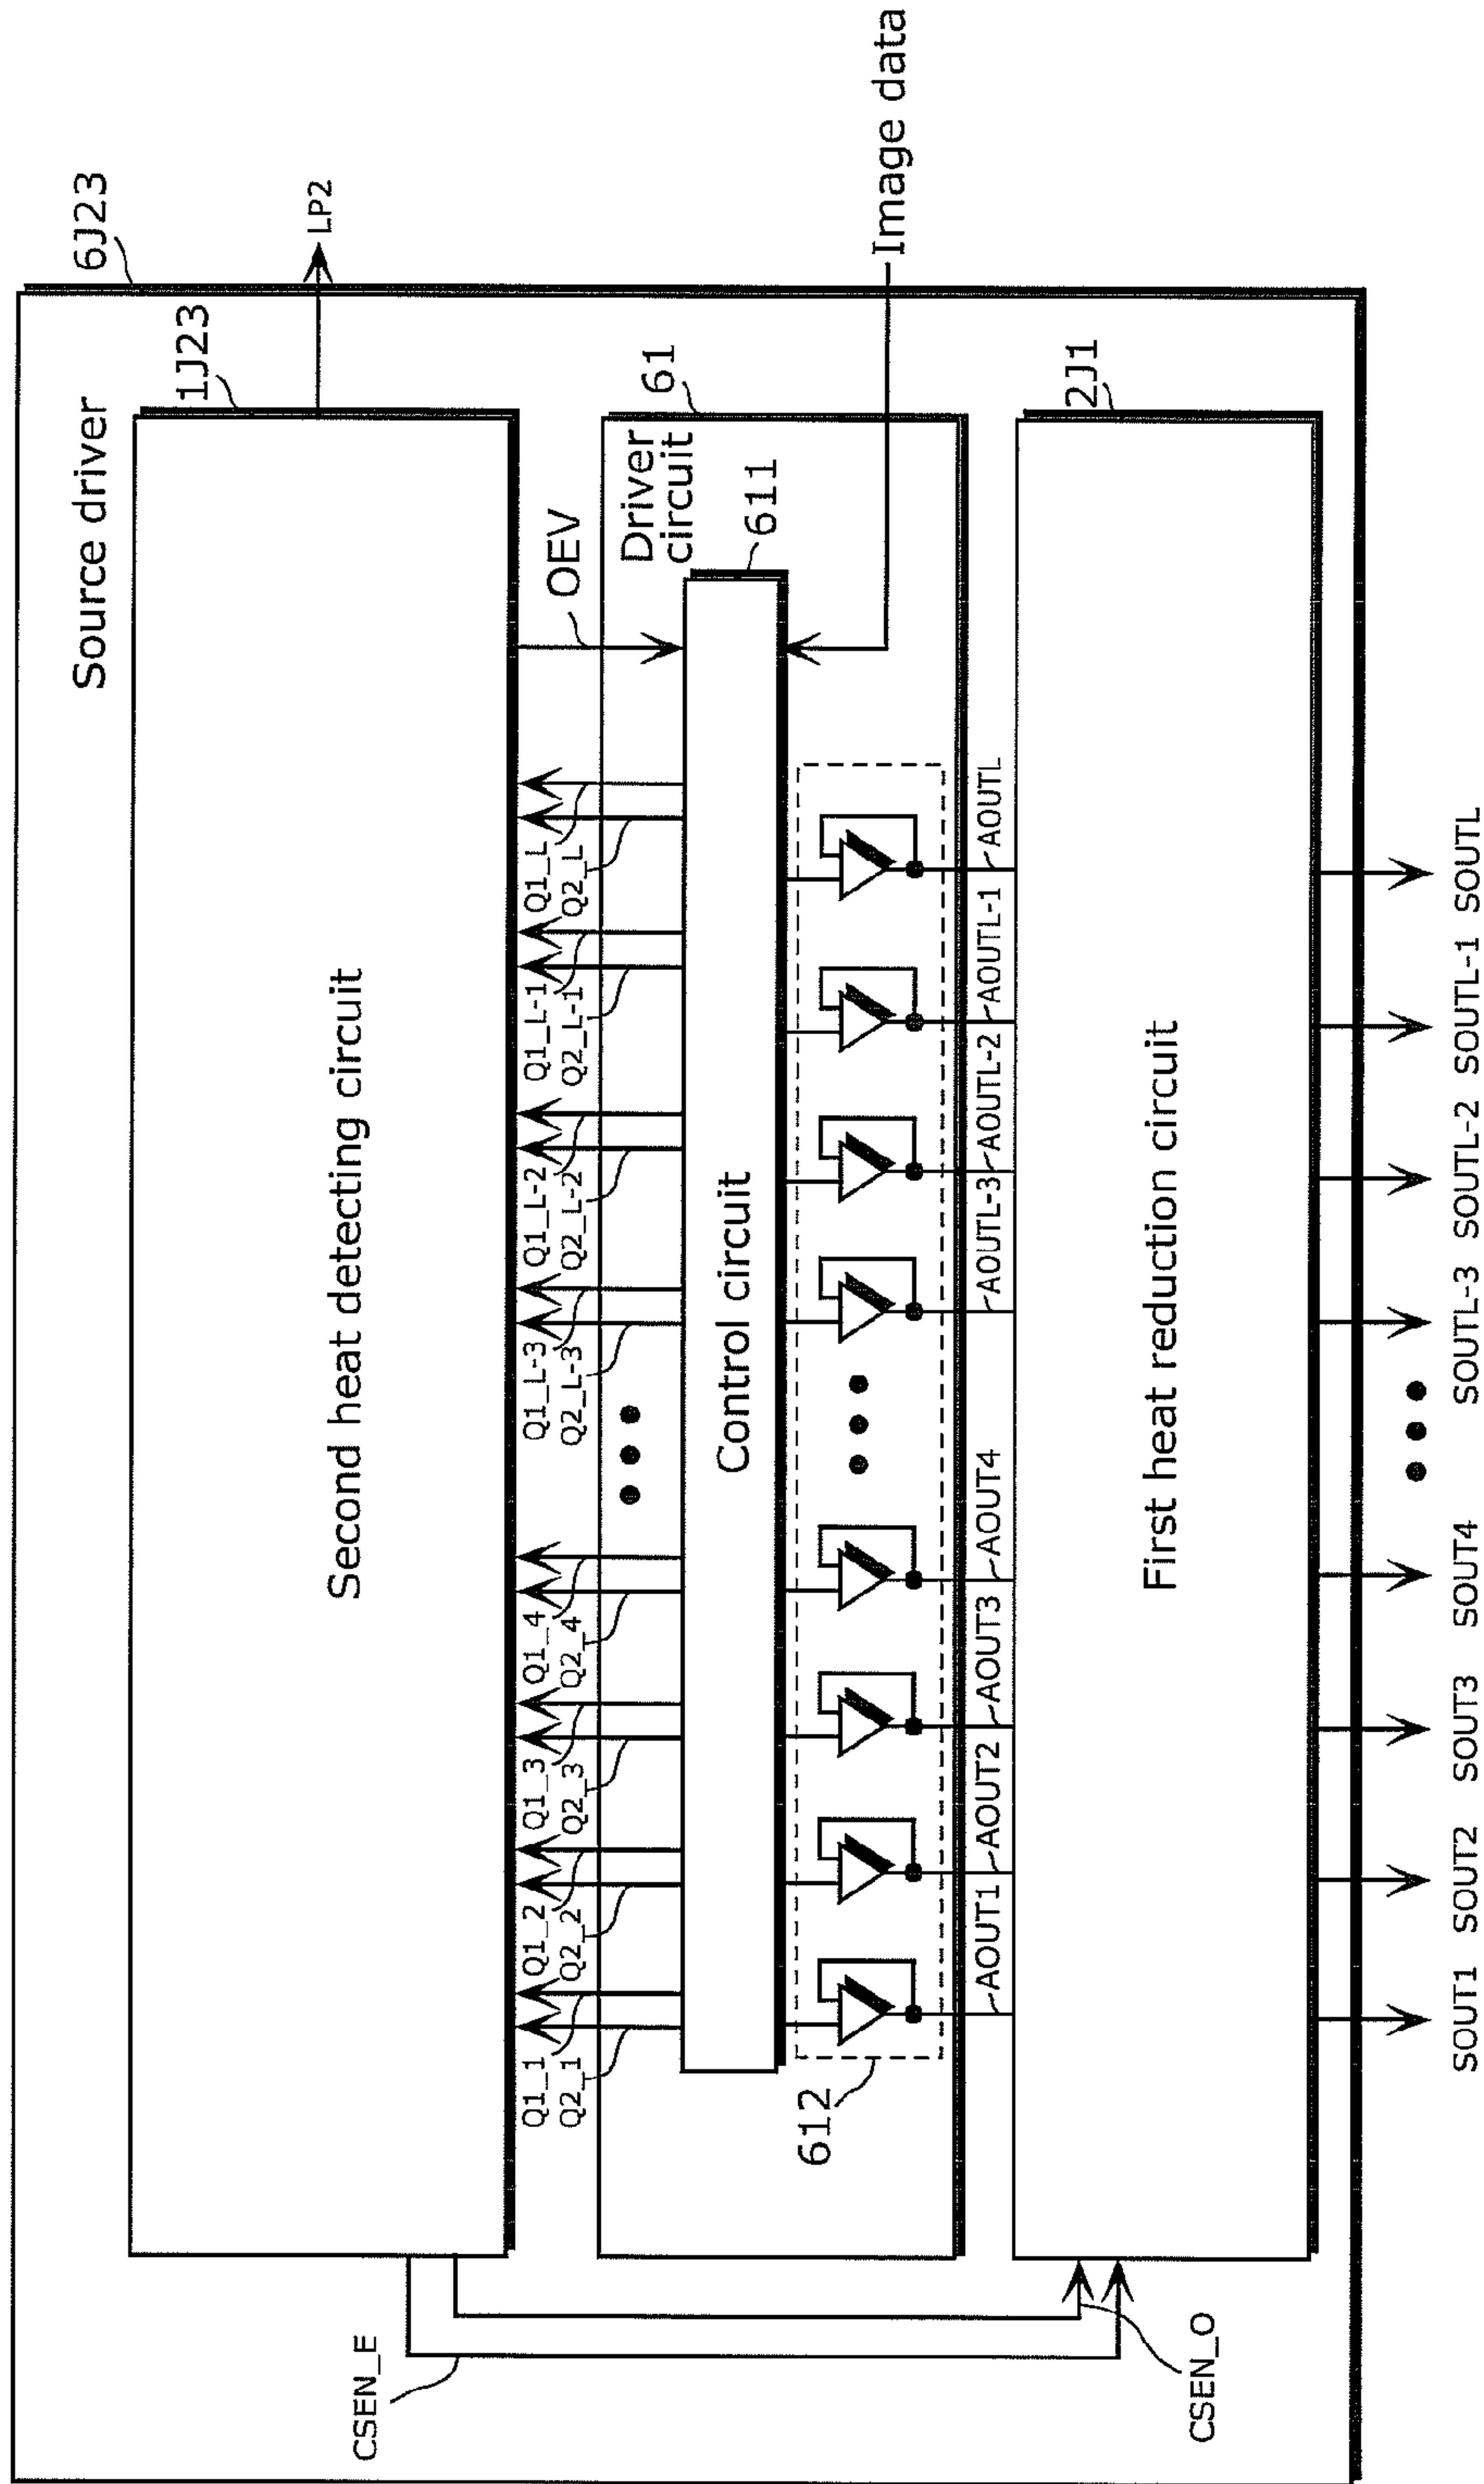 Source driver
6J23
Second heat detecting circuit
1J23
LP2
Q1_1
Q2_1
Q1_2
Q2_2
Q1_3
Q2_3
Q1_4
Q2_4
Q1_L-3
Q2_L-3
Q1_L-2
Q2_L-2
Q1_L-1
Q2_L-1
Q1_L
Q2_L
OEV
Driver
circuit
61
Control circuit
611
612
Image data
AOUT1
AOUT2
AOUT3
AOUT4
AOUTL-3
AOUTL-2
AOUTL-1
AOUTL
First heat reduction circuit
2J1
CSEN_E
CSEN_O
SOUT1
SOUT2
SOUT3
SOUT4
SOUTL-3
SOUTL-2
SOUTL-1
SOUTL